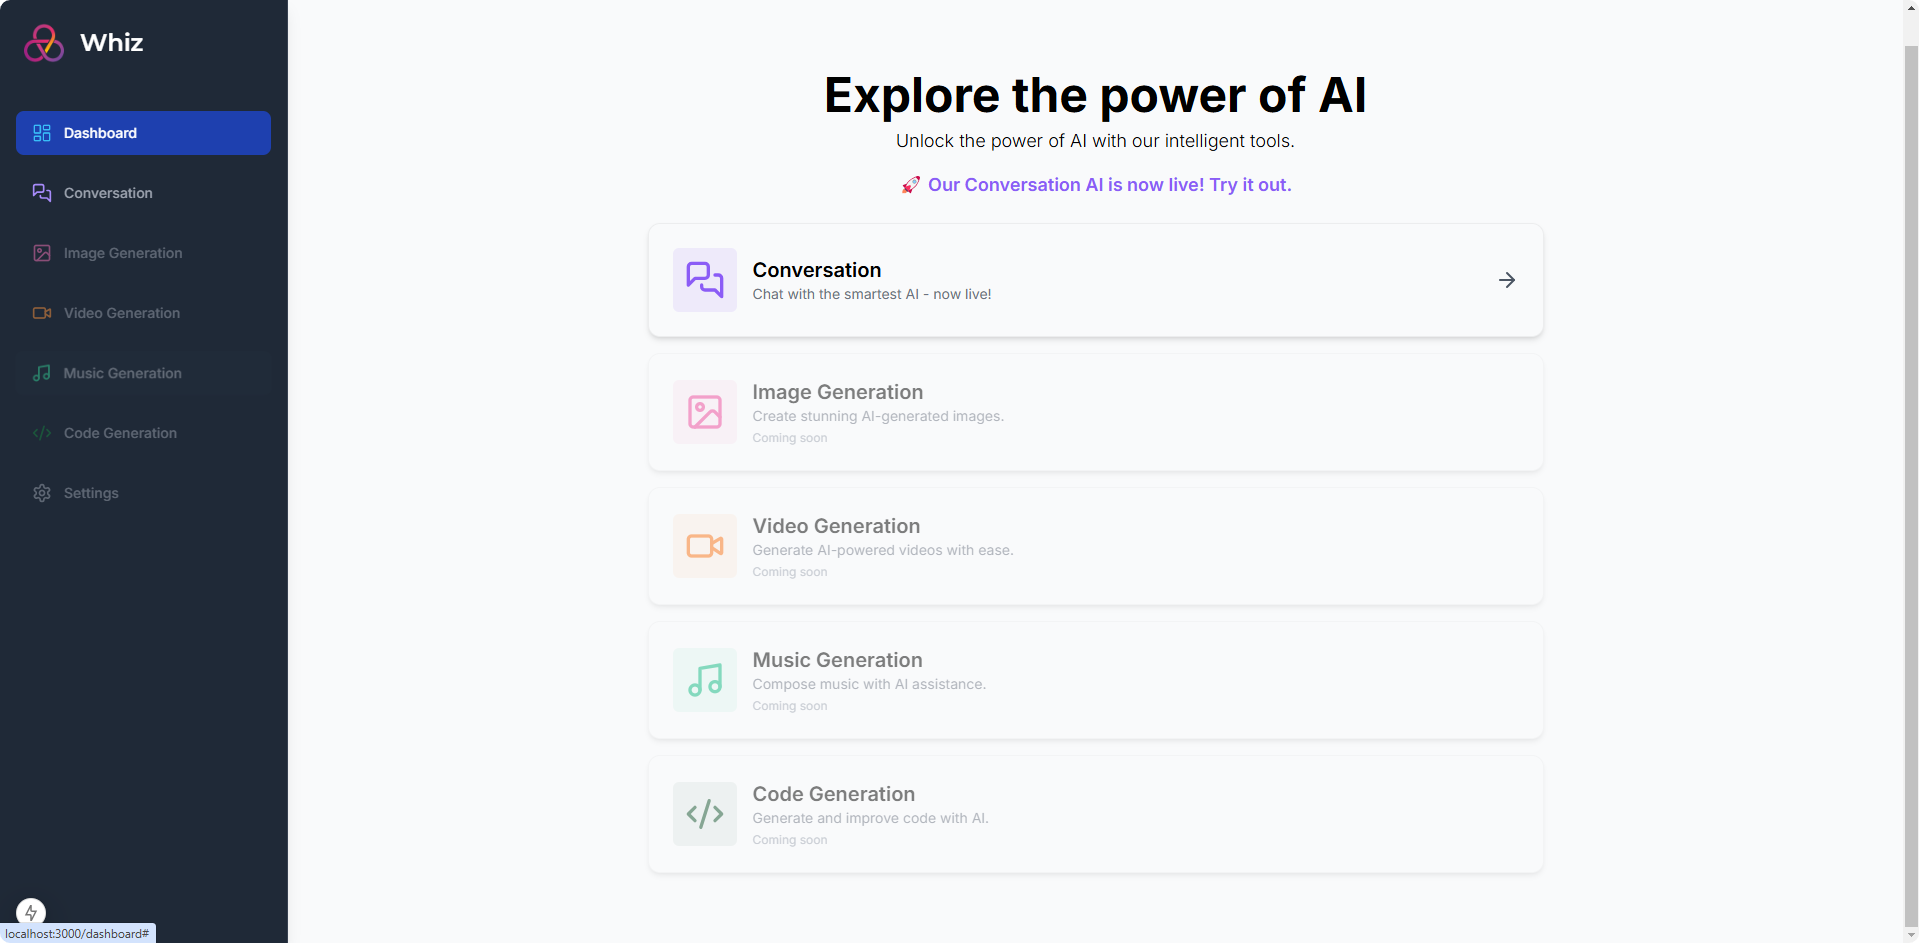 Whiz
Dashboard
Conversation
Image Generation
Video Generation
Music Generation
Code Generation
Settings
localhost:3000/dashboard#
Explore the power of AI
Unlock the power of AI with our intelligent tools.
🚀 Our Conversation AI is now live! Try it out.
Conversation
Chat with the smartest AI - now live!
Image Generation
Create stunning AI-generated images.
Coming soon
Video Generation
Generate AI-powered videos with ease.
Coming soon
Music Generation
Compose music with AI assistance.
Coming soon
Code Generation
Generate and improve code with AI.
Coming soon